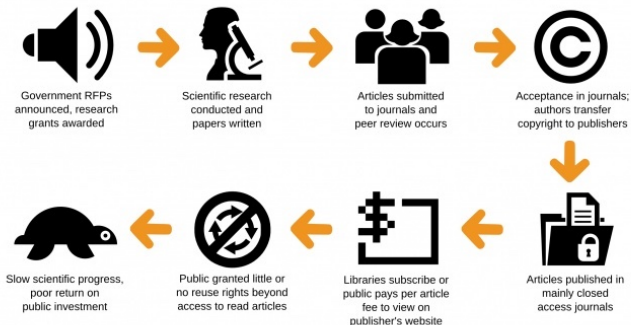 Government RFPs
announced, research
grants awarded
Scientific research
conducted and
papers written
Articles submitted
to journals and
peer review occurs
Acceptance in journals;
authors transfer
copyright to publishers
Articles published in
mainly closed
access journals
Libraries subscribe or
public pays per article
fee to view on
publisher's website
Public granted little or
no reuse rights beyond
access to read articles
Slow scientific progress,
poor return on
public investment